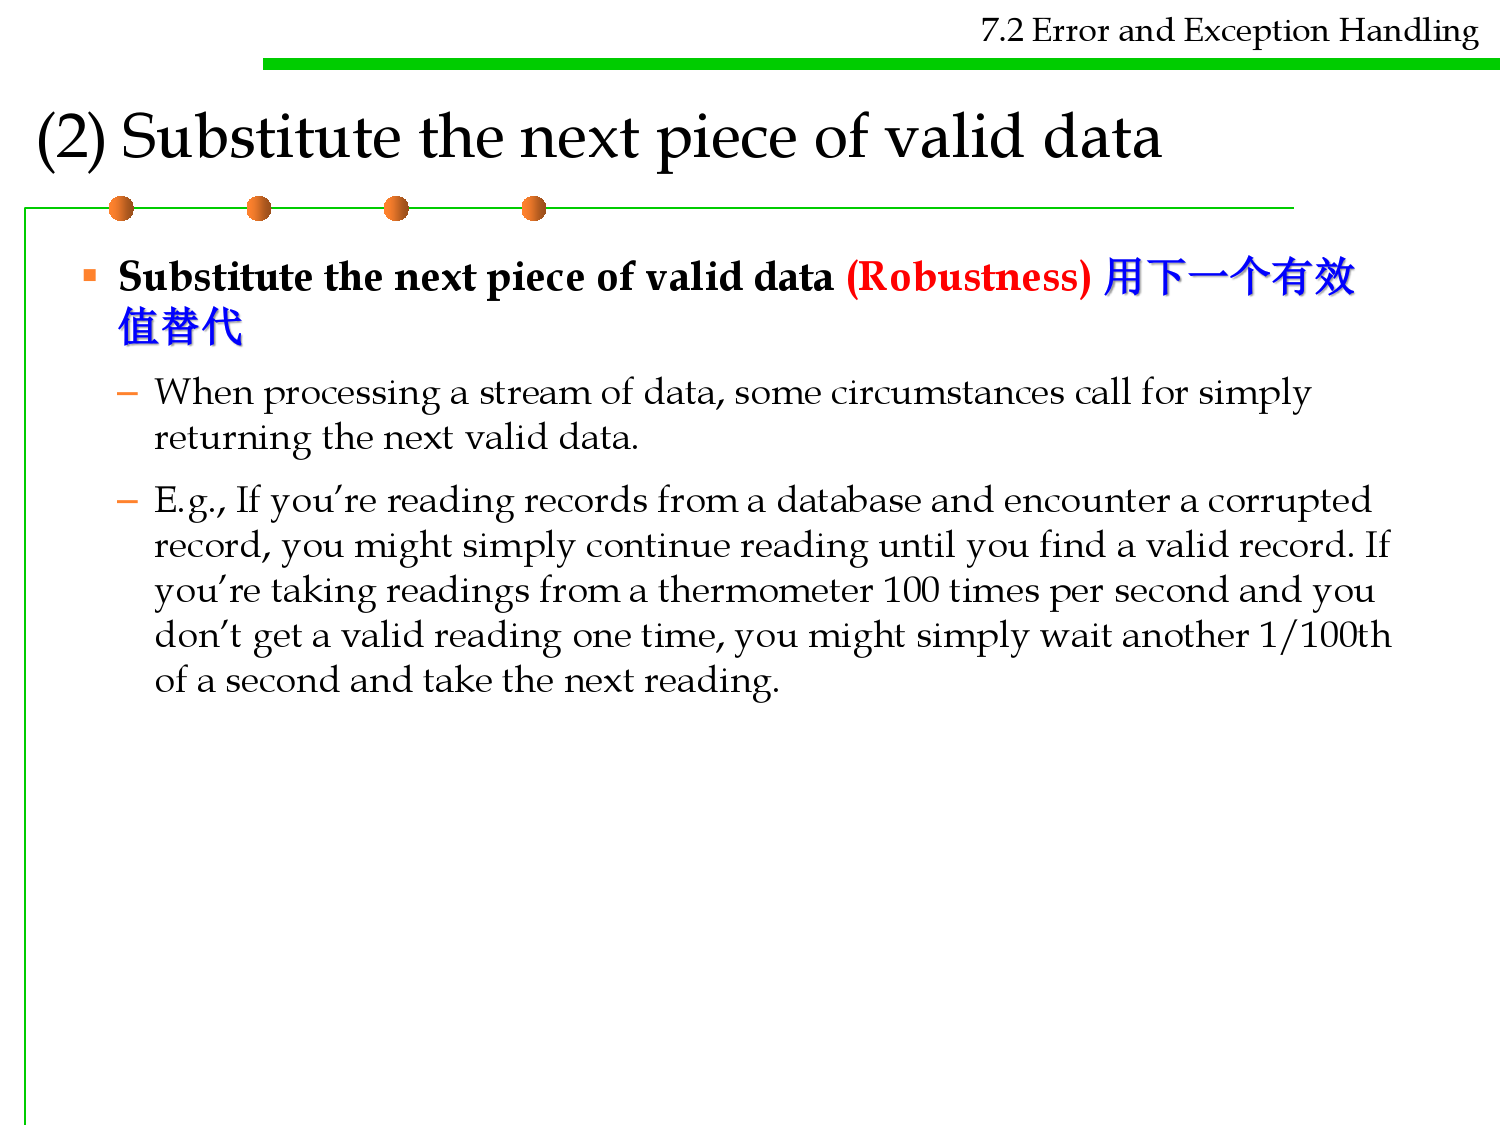 7.2 Error and Exception Handling
(2) Substitute the next piece of valid data
▪ Substitute the next piece of valid data (Robustness) 用下一个有效
值替代
– When processing a stream of data, some circumstances call for simply
returning the next valid data.
– E.g., If you’re reading records from a database and encounter a corrupted
record, you might simply continue reading until you find a valid record. If
you’re taking readings from a thermometer 100 times per second and you
don’t get a valid reading one time, you might simply wait another 1/100th
of a second and take the next reading.